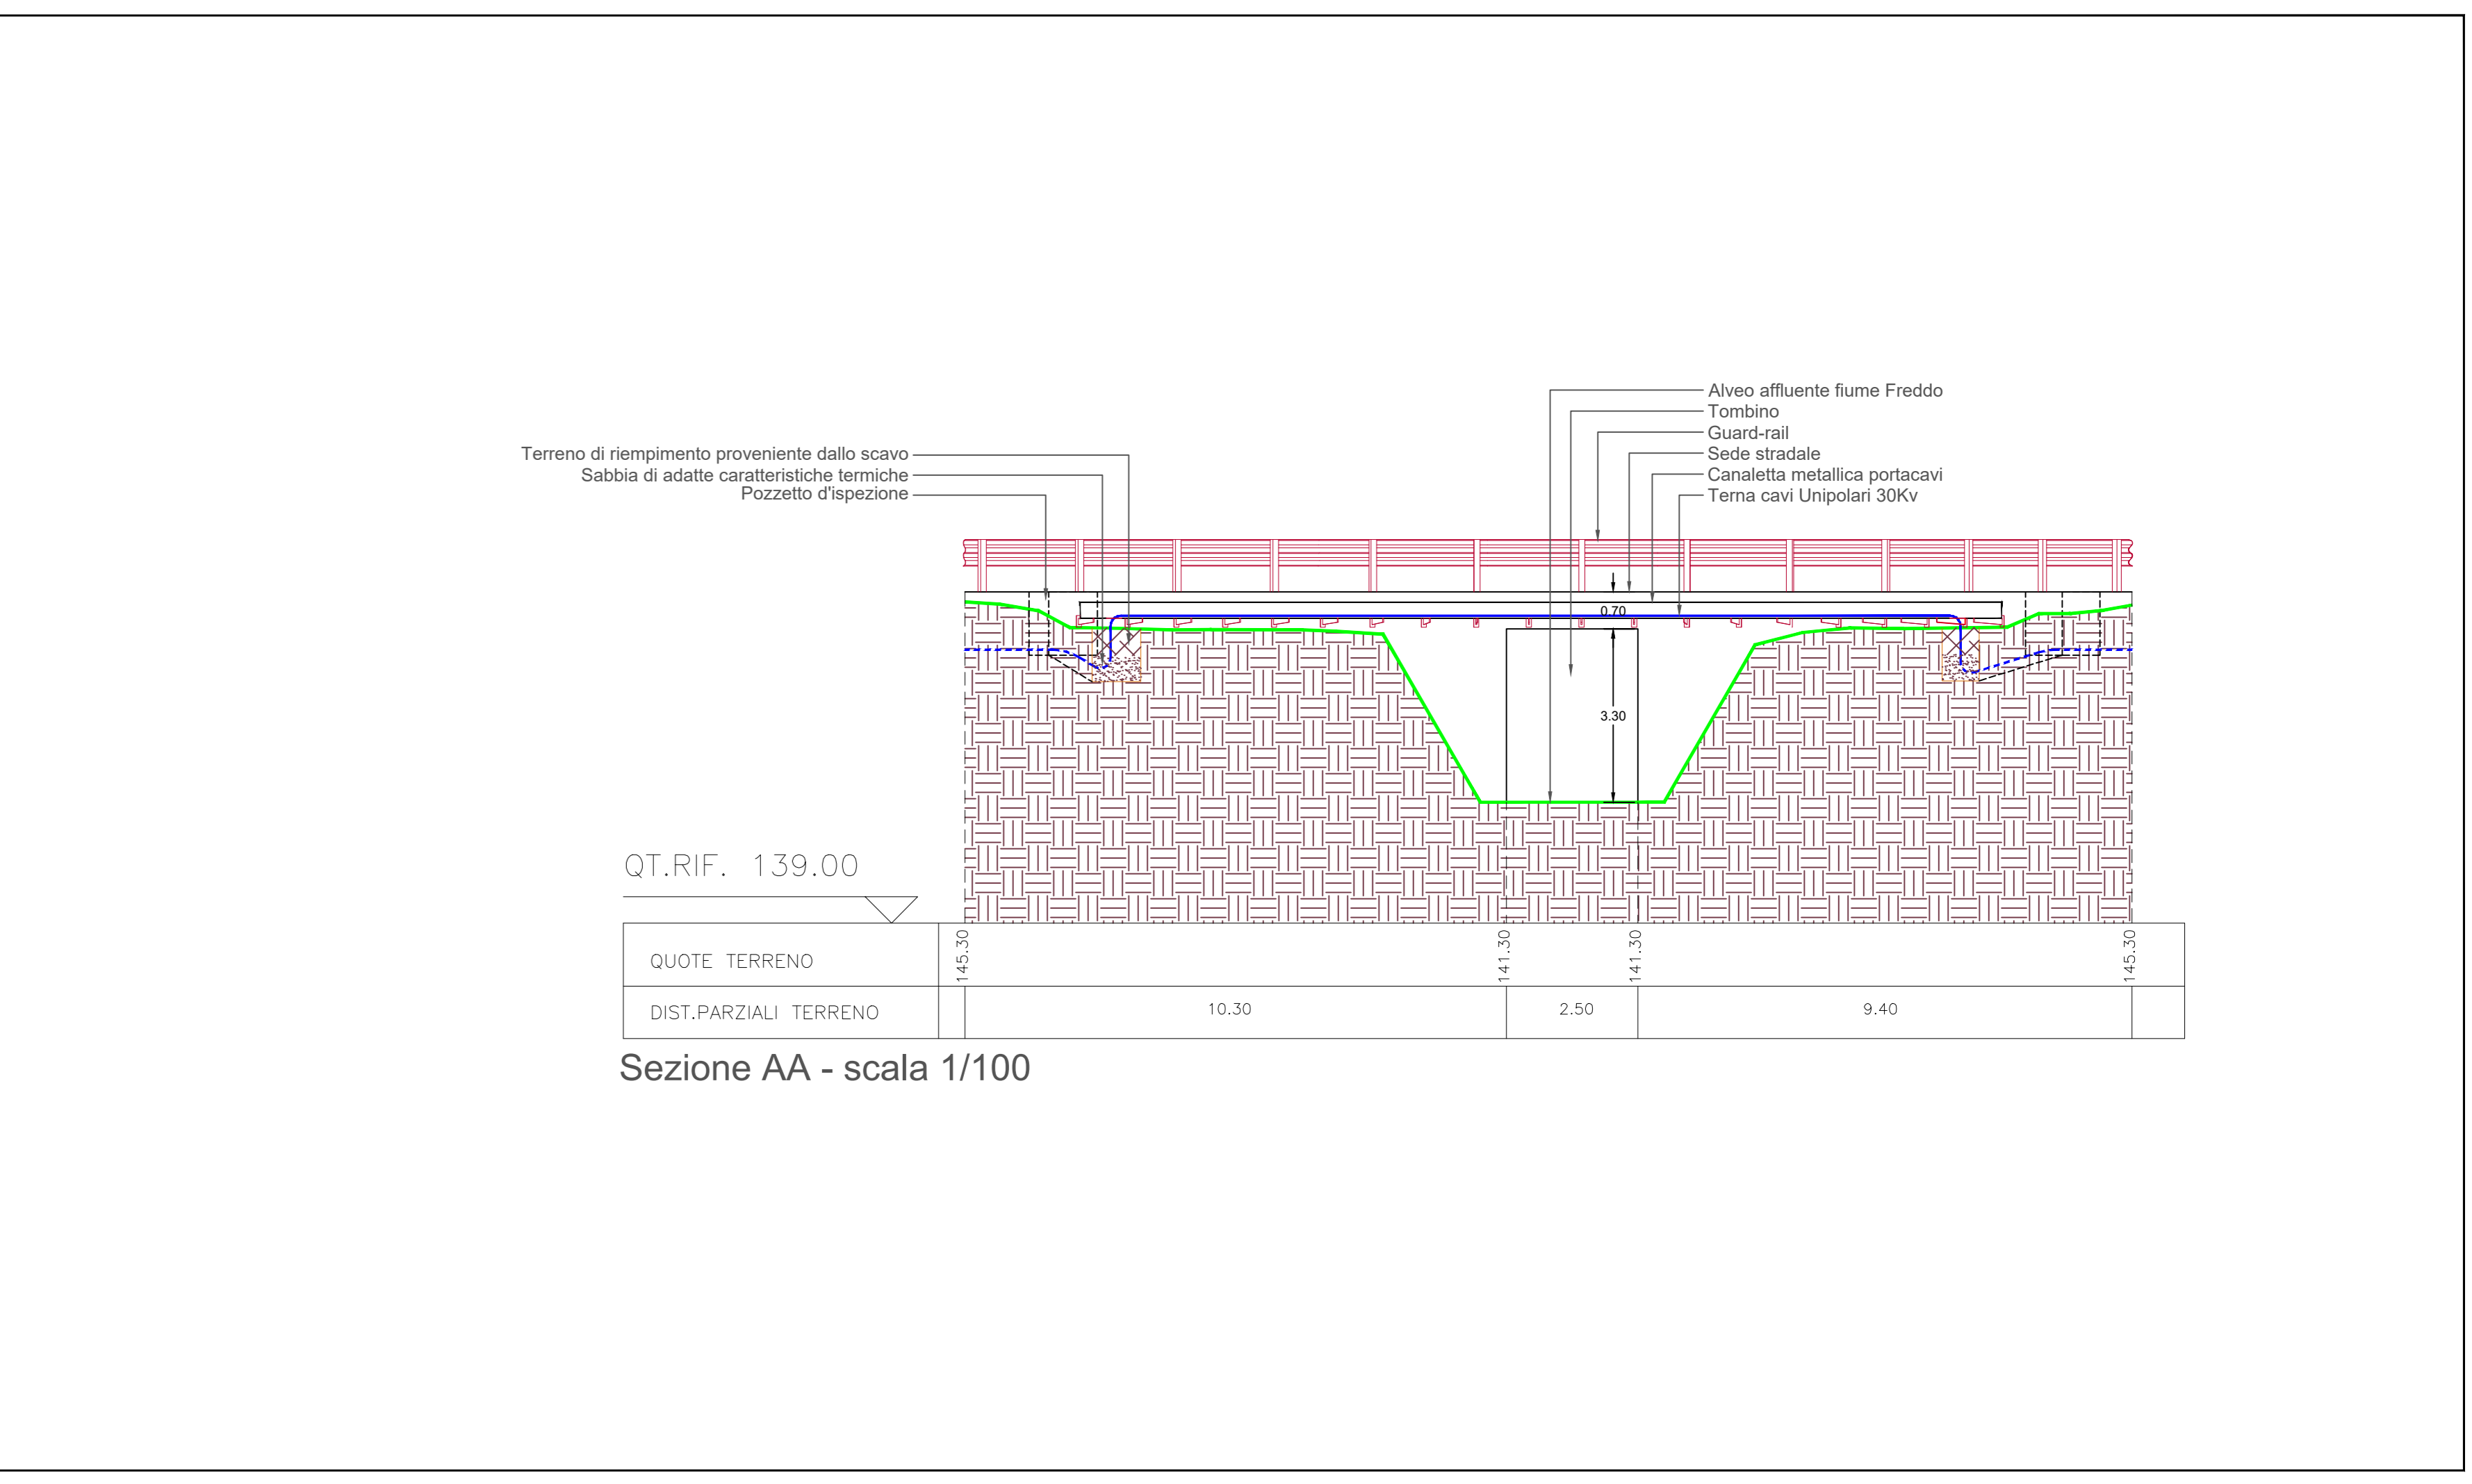 Alveo affluente fiume Freddo
Tombino
Guard-rail
Sede stradale
Canaletta metallica portacavi
Terna cavi Unipolari 30Kv
Terreno di riempimento proveniente dallo scavo
Sabbia di adatte caratteristiche termiche
Pozzetto d'ispezione
0.70
3.30
QT.RIF. 139.00
QUOTE TERRENO
145.30
141.30
141.30
145.30
DIST.PARZIALI TERRENO
10.30
2.50
9.40
Sezione AA - scala 1/100